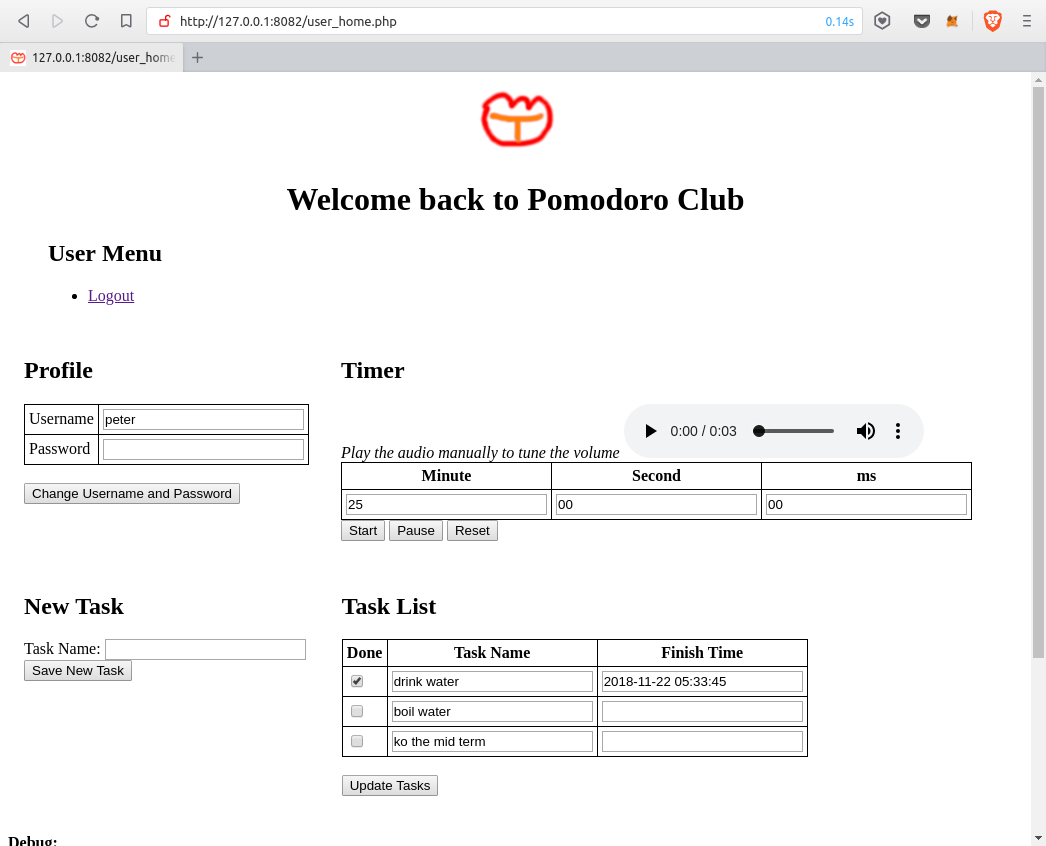 http://127.0.0.1:8082/user_home.php 0.14s
127.0.0.1:8082/user_home
Welcome back to Pomodoro Club
User Menu
Logout
Profile
Username peter
Password
Change Username and Password
Timer
Play the audio manually to tune the volume 0:00 / 0:03
Minute Second ms
25 00 00
Start Pause Reset
New Task
Task Name:
Save New Task
Task List
Done Task Name Finish Time
drink water 2018-11-22 05:33:45
boil water
ko the mid term
Update Tasks
Debug: